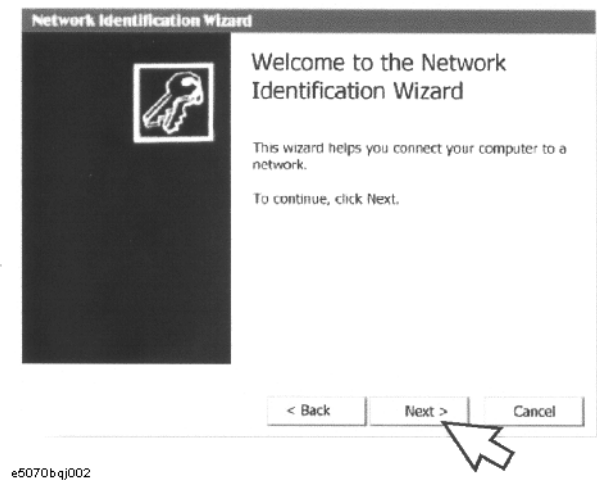 Network Identification Wizard
Welcome to the Network
Identification Wizard
This wizard helps you connect your computer to a
network.
To continue, click Next.
< Back
Next >
Cancel
e5070bqj002